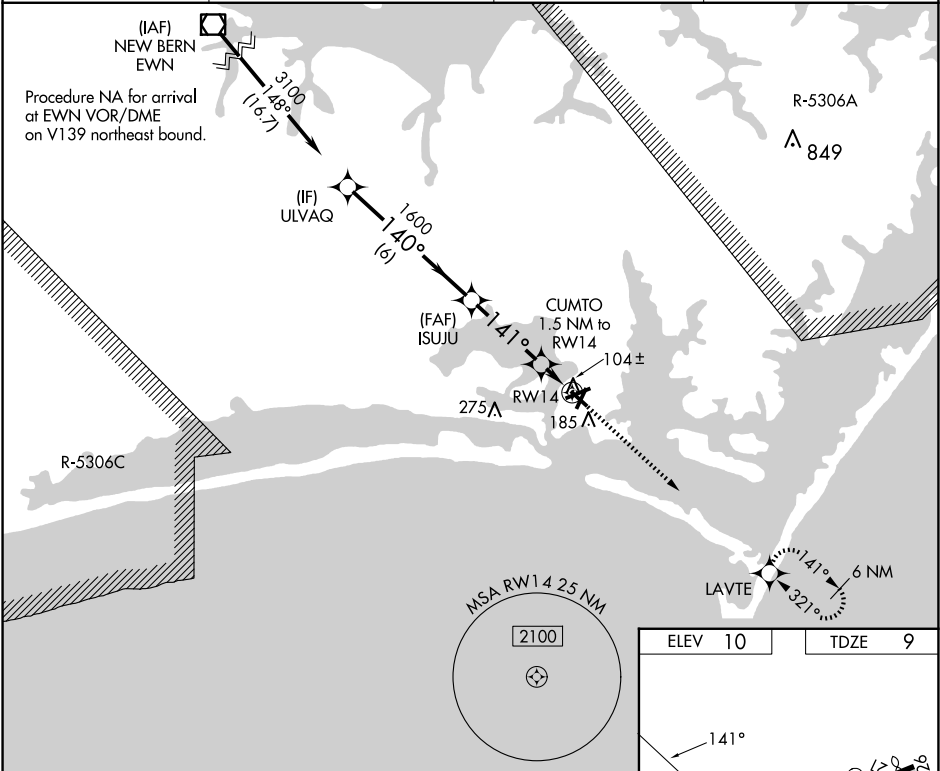 (IAF)
NEW BERN
EWN
Procedure NA for arrival
at EWN VOR/DME
on V139 northeast bound.
3100
148°
(16.7)
R-5306A
849
(IF)
ULVAQ
1600
140°
(6)
(FAF)
ISUJU
141°
CUMTO
1.5 NM to
RW14
104±
RW14
275
185
R-5306C
LAVTE
141°
6 NM
321°
MSA RW14 25 NM
2100
ELEV 10
TDZE 9
141°
26